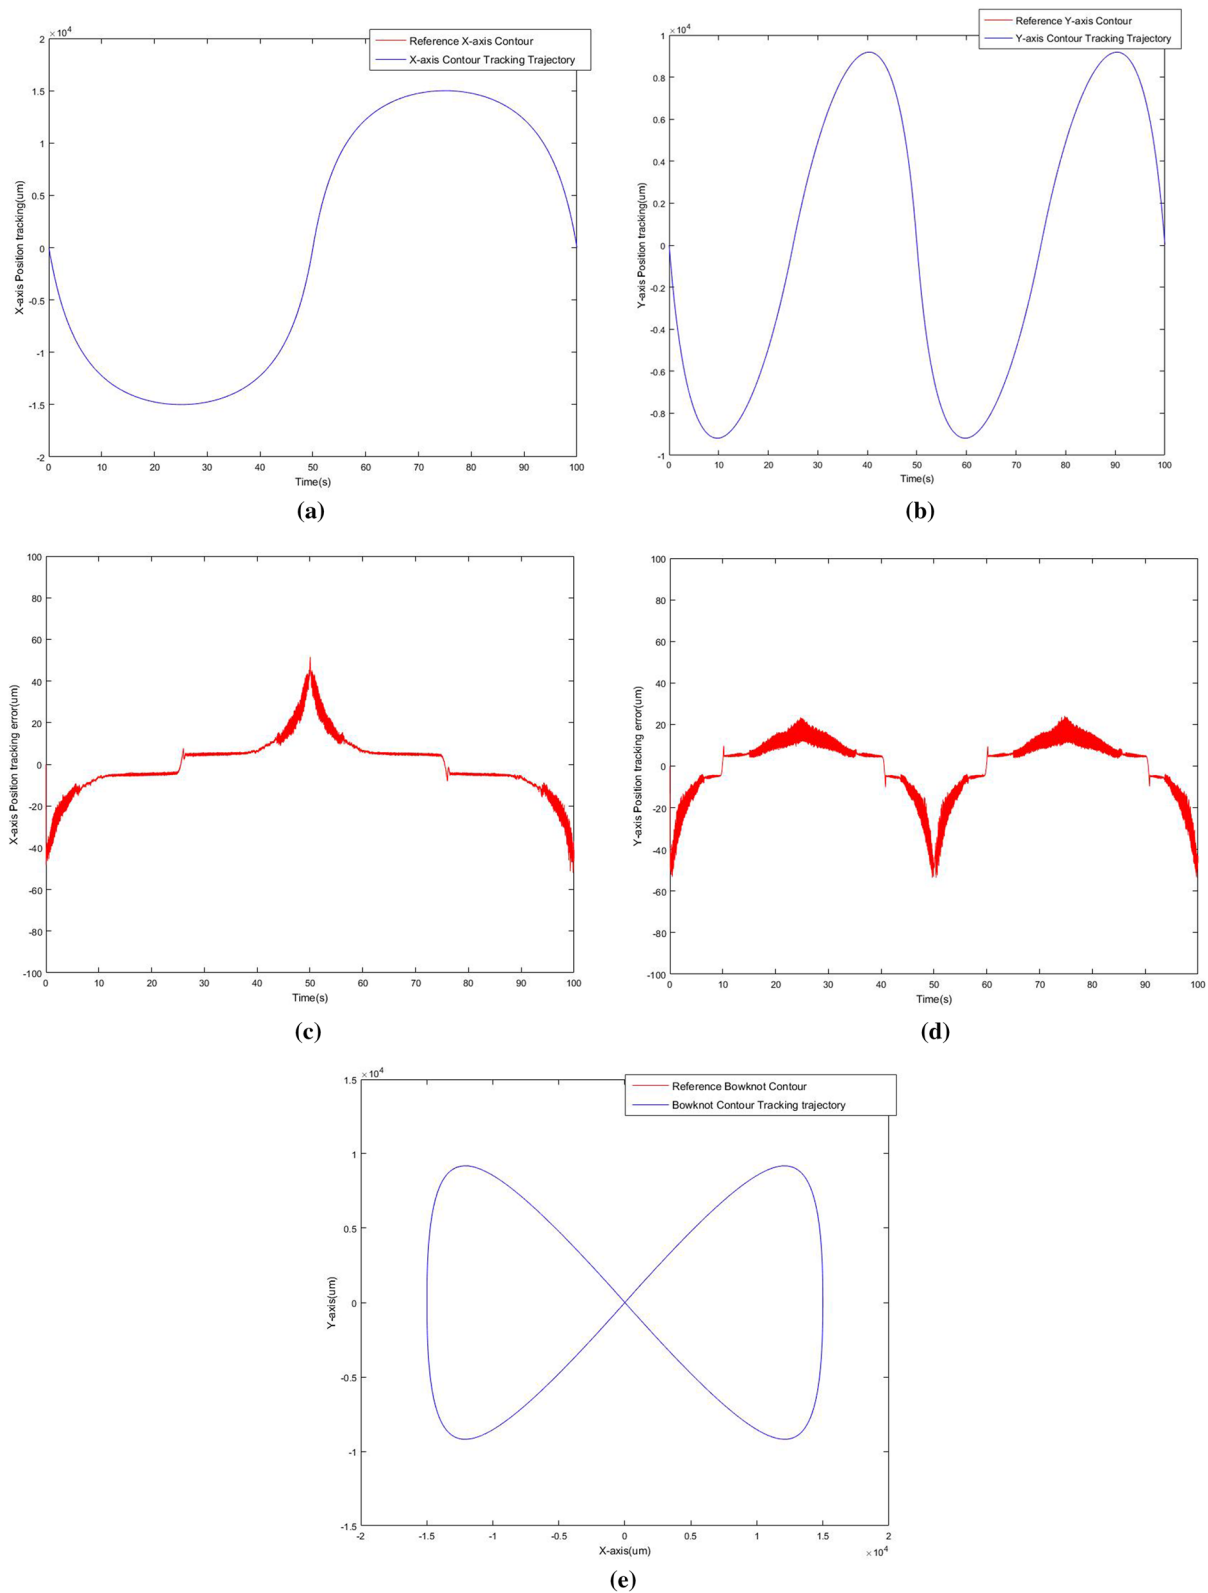 ×10⁴
Reference X-axis Contour
X-axis Contour Tracking Trajectory
2
1.5
1
0.5
0
-0.5
-1
-1.5
-2
X-axis Position tracking(um)
0 10 20 30 40 50 60 70 80 90 100
Time(s)
(a)
×10⁴
Reference Y-axis Contour
Y-axis Contour Tracking Trajectory
1
0.8
0.6
0.4
0.2
0
-0.2
-0.4
-0.6
-0.8
-1
Y-axis Position tracking(um)
0 10 20 30 40 50 60 70 80 90 100
Time(s)
(b)
100
80
60
40
20
0
-20
-40
-60
-80
-100
X-axis Position tracking error(um)
0 10 20 30 40 50 60 70 80 90 100
Time(s)
(c)
100
80
60
40
20
0
-20
-40
-60
-80
-100
Y-axis Position tracking error(um)
0 10 20 30 40 50 60 70 80 90 100
Time(s)
(d)
×10⁴
Reference Bowknot Contour
Bowknot Contour Tracking trajectory
1.5
1
0.5
0
-0.5
-1
-1.5
Y-axis(um)
-2 -1.5 -1 -0.5 0 0.5 1 1.5 2
X-axis(um)
×10⁴
(e)